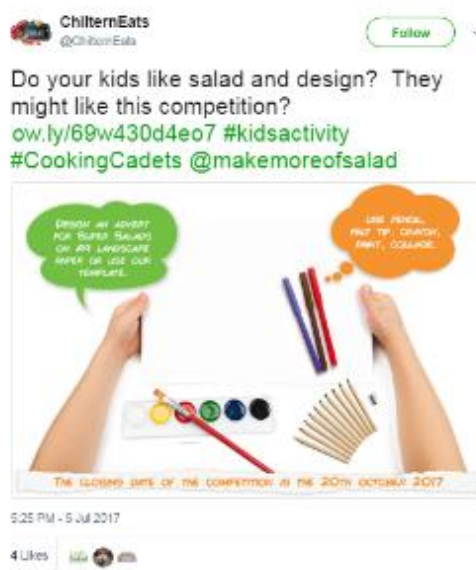 ChilternEats
@ChilternEats
Follow
Do your kids like salad and design? They
might like this competition?
ow.ly/69w430d4eo7 #kidsactivity
#CookingCadets @makemoreofsalad
DESIGN AN ADVERT
FOR SUPER SALADS
ON A4 LANDSCAPE
PAPER OR USE OUR
TEMPLATE.
USE PENCIL,
FELT TIP, CRAYON,
PAINT, COLLAGE.
THE CLOSING DATE OF THE COMPETITION IS THE 20TH OCTOBER 2017
5:25 PM - 5 Jul 2017
4 Likes